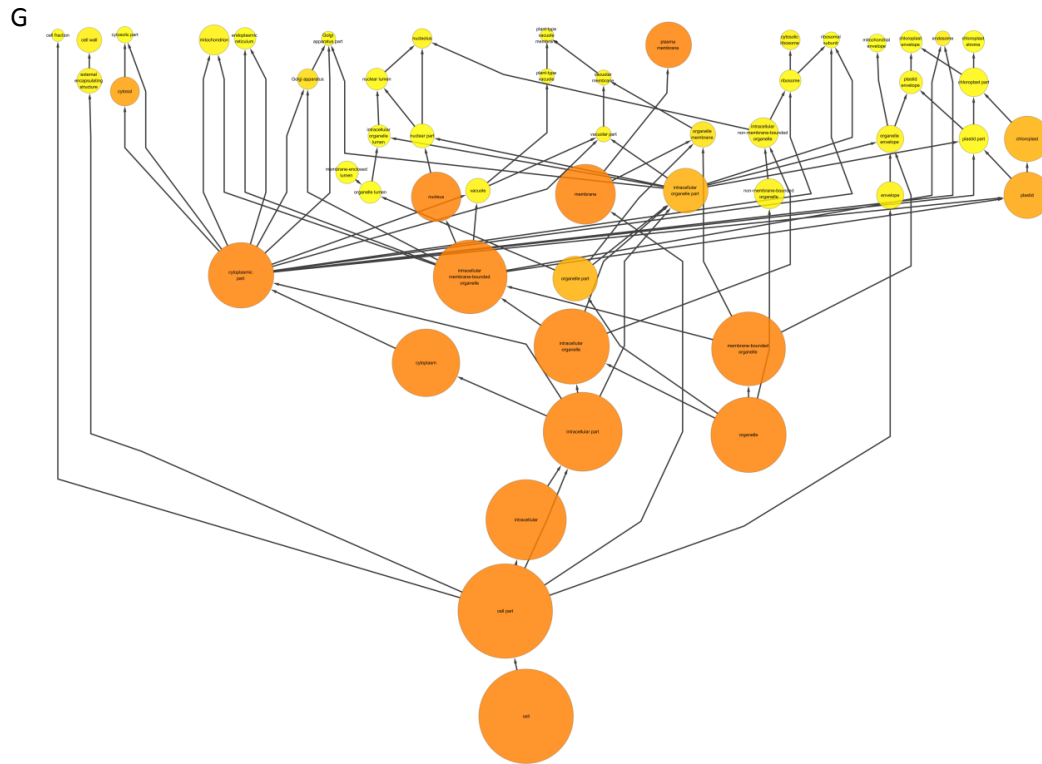 G
cell fraction
cell wall
cytosolic part
mitochondrion
endoplasmic
reticulum
Golgi
apparatus part
nucleolus
plant-type
vacuole
membrane
plasma
membrane
cytosolic
ribosome
ribosomal
subunit
mitochondrial
envelope
chloroplast
envelope
endosome
chloroplast
stroma
external
encapsulating
structure
cytosol
Golgi apparatus
nuclear lumen
plant-type
vacuole
vacuolar
membrane
ribosome
plastid
envelope
chloroplast part
intracellular
organelle
lumen
nuclear part
vacuolar part
organelle
membrane
intracellular
non-membrane-bounded
organelle
organelle
envelope
plastid part
chloroplast
membrane-enclosed
lumen
organelle lumen
nucleus
vacuole
membrane
intracellular
organelle part
non-membrane-bounded
organelle
envelope
plastid
cytoplasmic
part
intracellular
membrane-bounded
organelle
organelle part
cytoplasm
intracellular
organelle
membrane-bounded
organelle
intracellular part
organelle
intracellular
cell part
cell